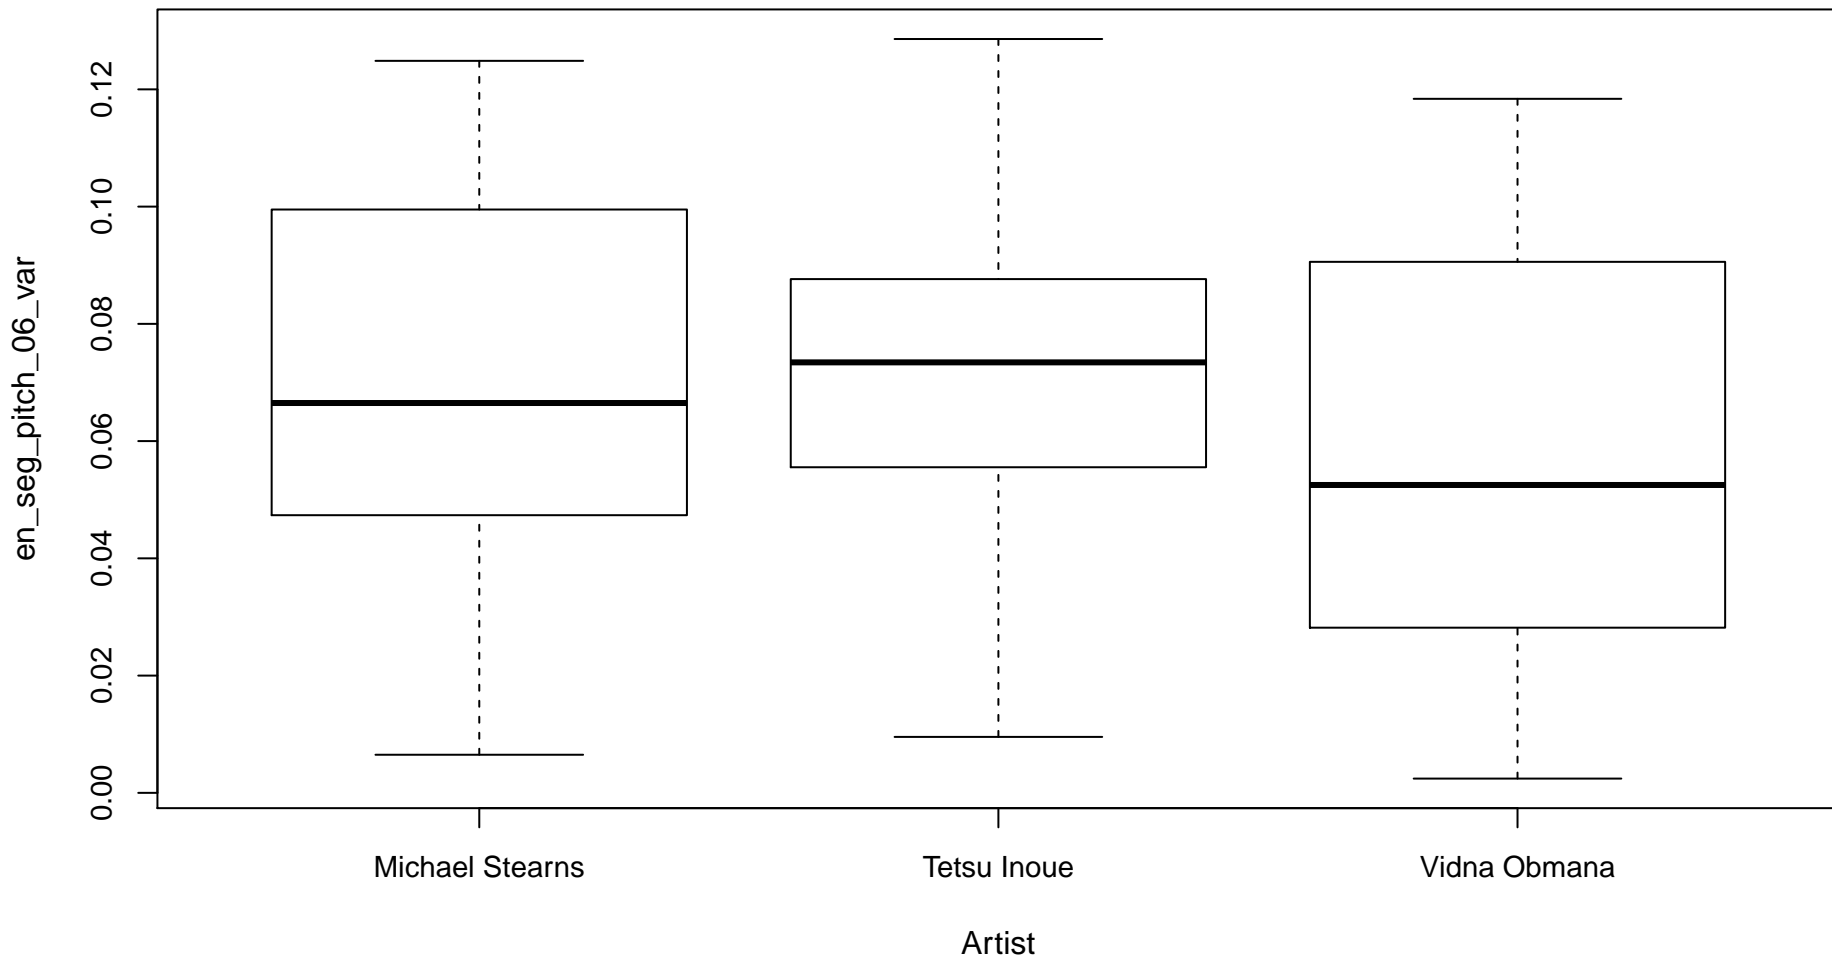 en_seg_pitch_06_var
0.12
0.10
0.08
0.06
0.04
0.02
0.00
Michael Stearns
Tetsu Inoue
Vidna Obmana
Artist